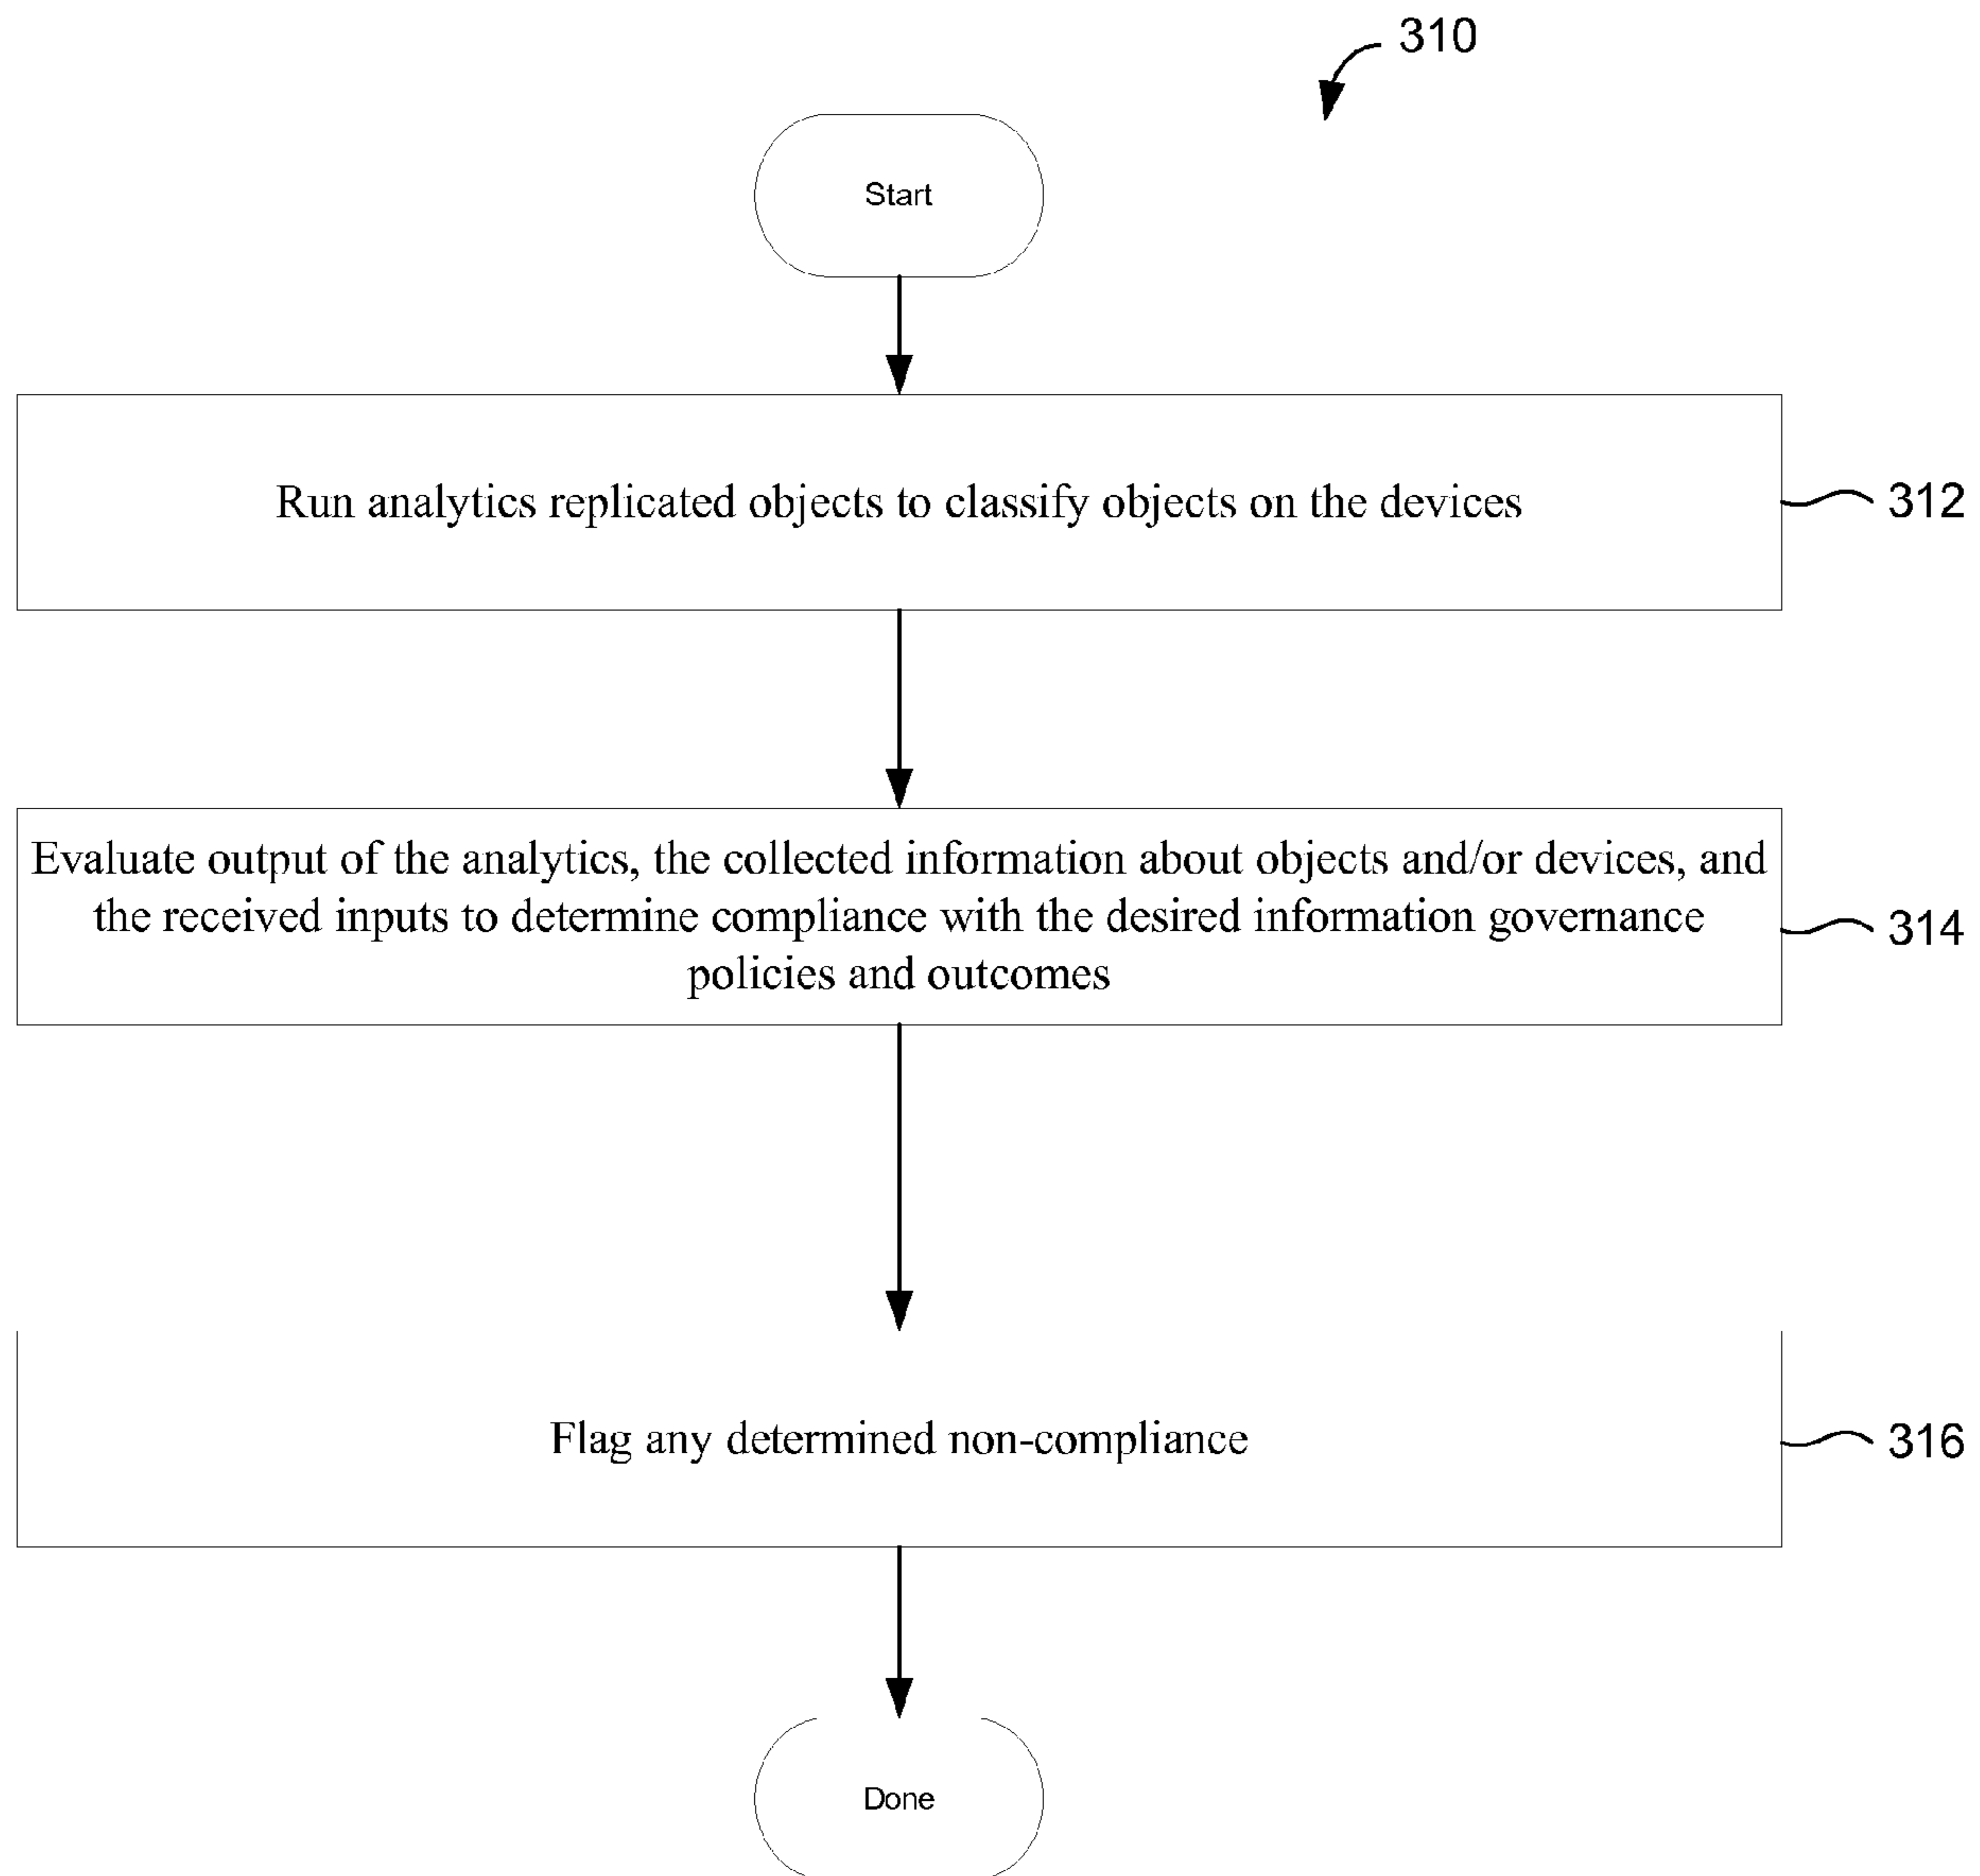 310
Start
Run analytics replicated objects to classify objects on the devices
312
Evaluate output of the analytics, the collected information about objects and/or devices, and
the received inputs to determine compliance with the desired information governance
policies and outcomes
314
Flag any determined non-compliance
316
Done